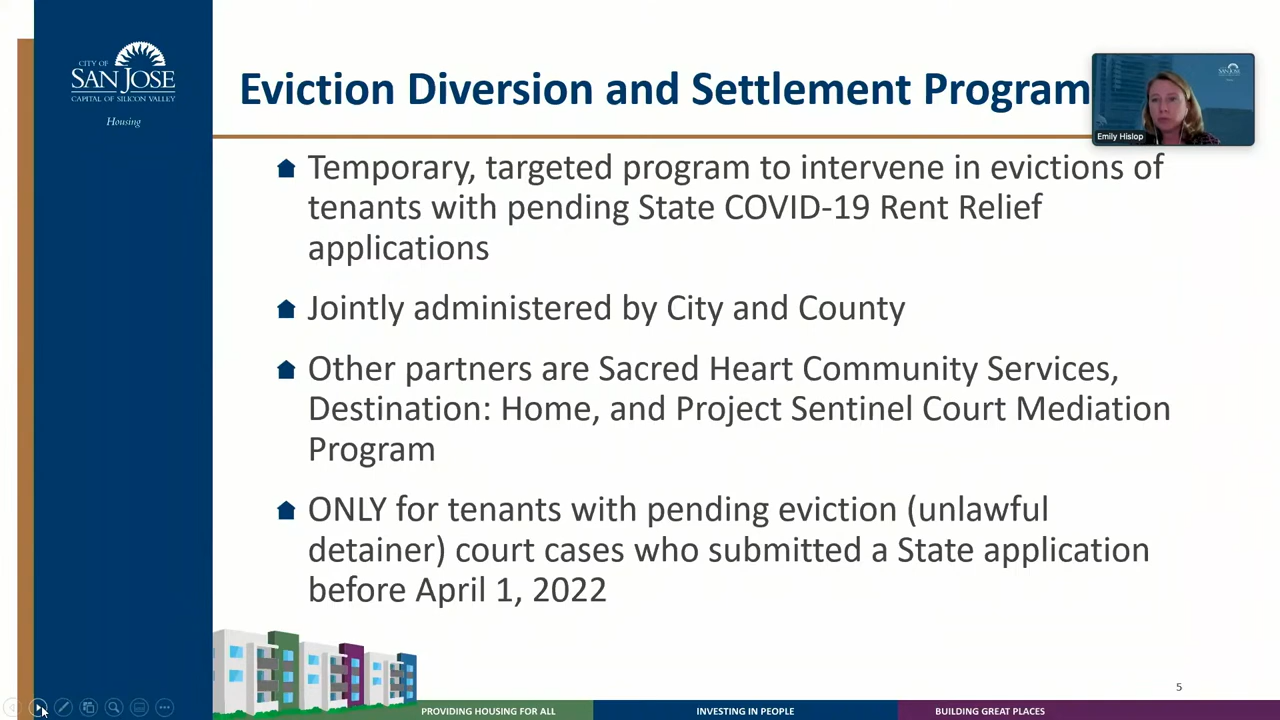 CITY OF
SAN JOSE
CAPITAL OF SILICON VALLEY
Housing
Eviction Diversion and Settlement Program
Emily Hislop
Temporary, targeted program to intervene in evictions of
tenants with pending State COVID-19 Rent Relief
applications
Jointly administered by City and County
Other partners are Sacred Heart Community Services,
Destination: Home, and Project Sentinel Court Mediation
Program
ONLY for tenants with pending eviction (unlawful
detainer) court cases who submitted a State application
before April 1, 2022
5
PROVIDING HOUSING FOR ALL
INVESTING IN PEOPLE
BUILDING GREAT PLACES